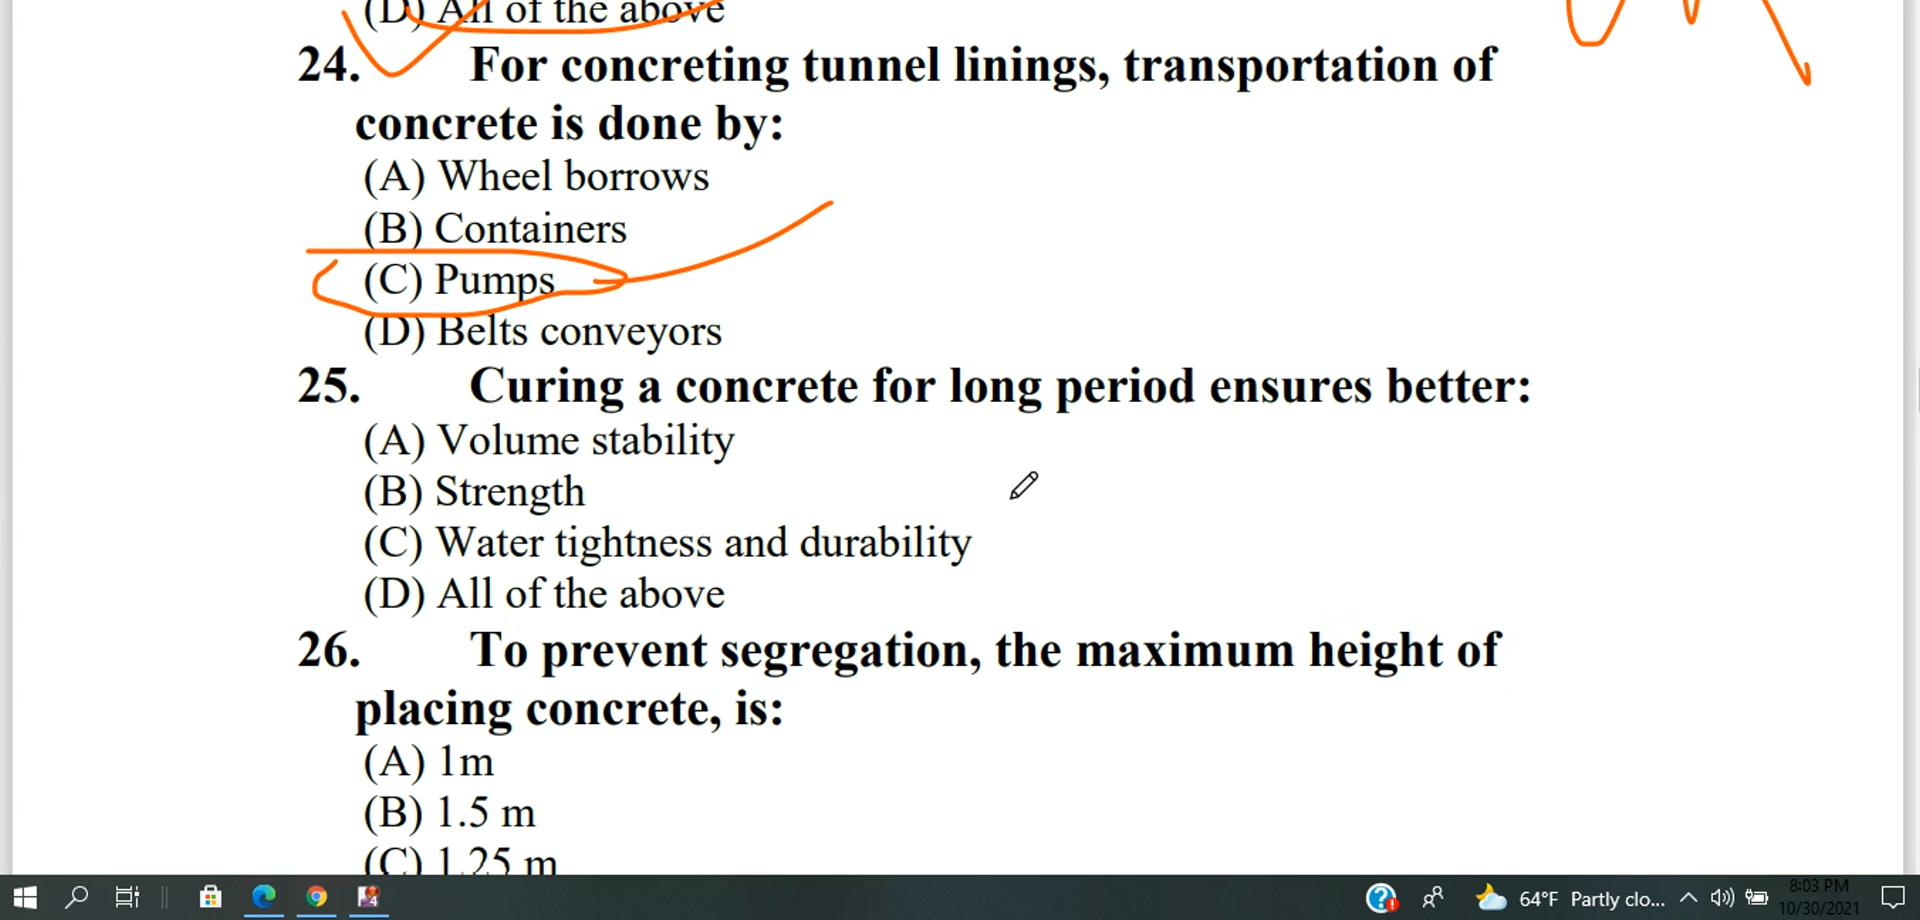 (D) All of the above
24. For concreting tunnel linings, transportation of
concrete is done by:
(A) Wheel borrows
(B) Containers
(C) Pumps
(D) Belts conveyors
25. Curing a concrete for long period ensures better:
(A) Volume stability
(B) Strength
(C) Water tightness and durability
(D) All of the above
26. To prevent segregation, the maximum height of
placing concrete, is:
(A) 1m
(B) 1.5 m
(C) 1.25 m
64°F Partly clo...
8:03 PM
10/30/2021